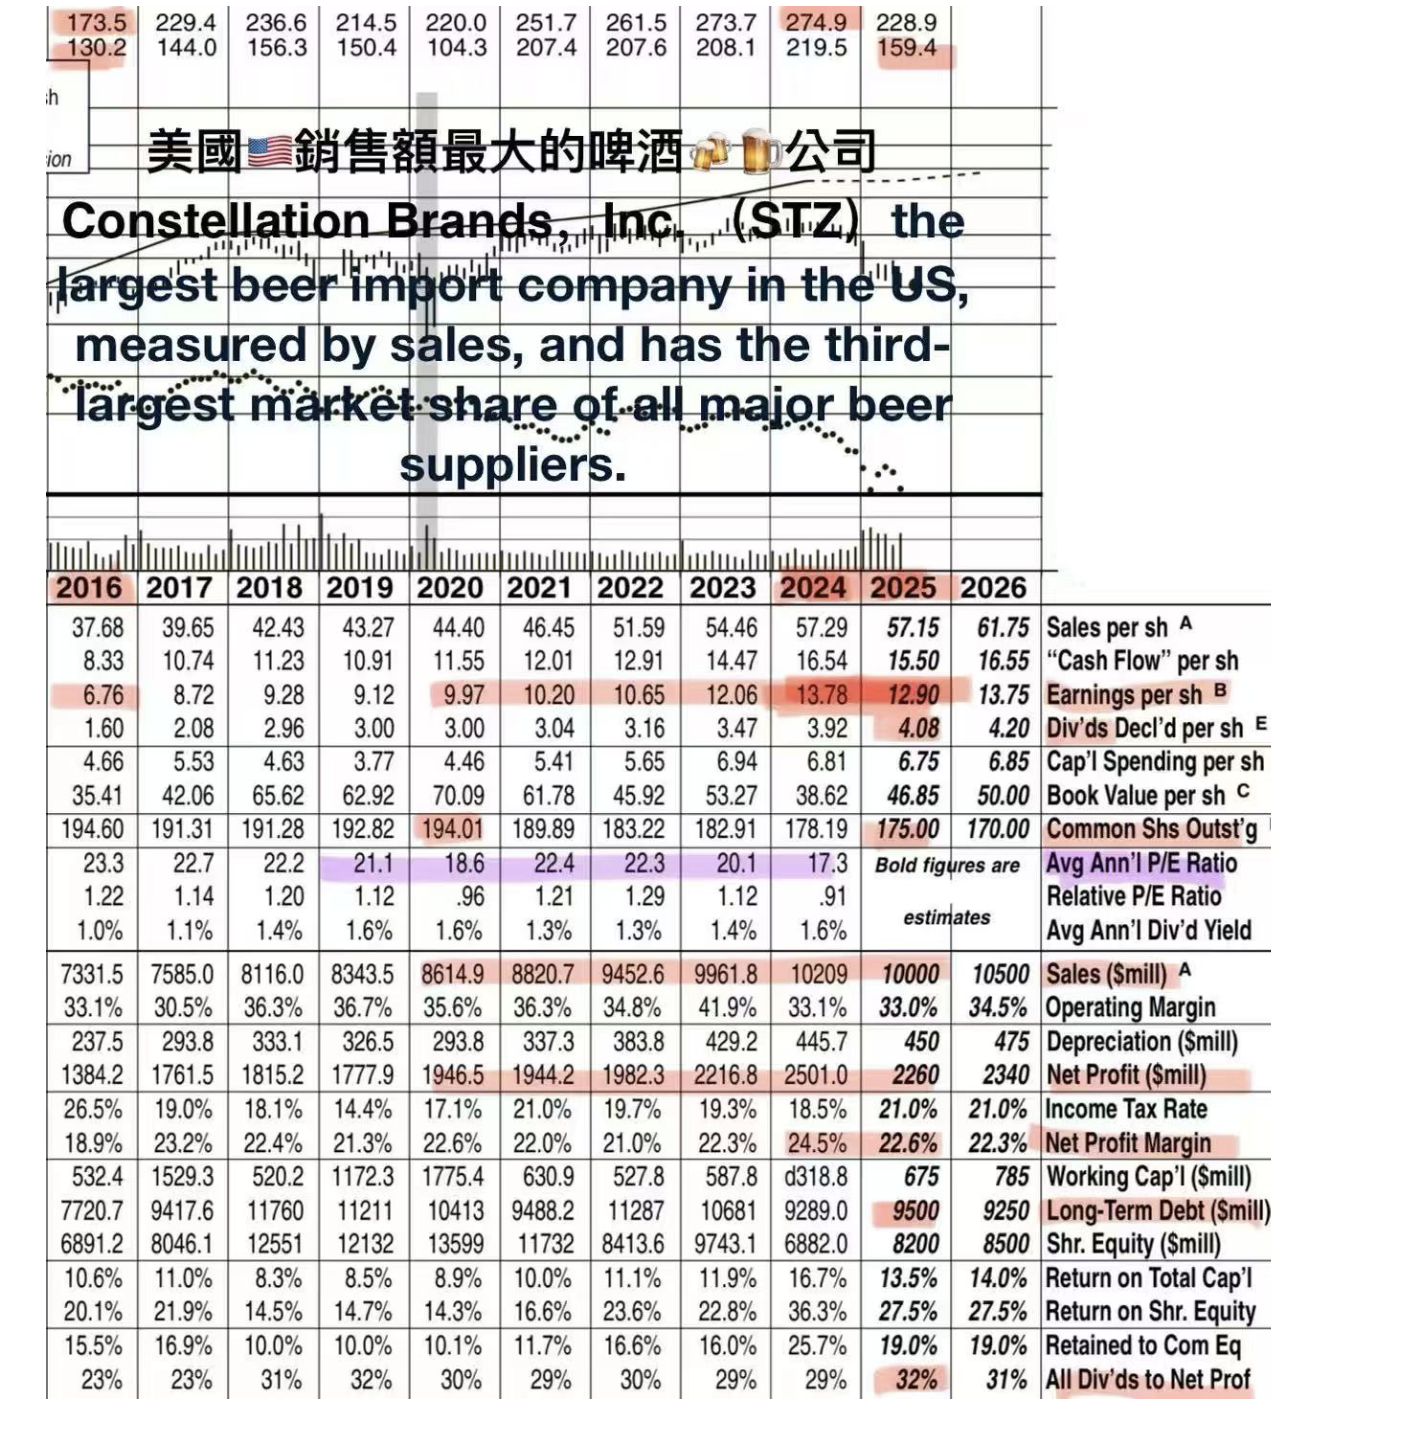 173.5 229.4 236.6 214.5 220.0 251.7 261.5 273.7 274.9 228.9
130.2 144.0 156.3 150.4 104.3 207.4 207.6 208.1 219.5 159.4
美國🇺🇸銷售額最大的啤酒🍻🍺公司
Constellation Brands, Inc. (STZ) the
largest beer import company in the US,
measured by sales, and has the third-
largest market share of all major beer
suppliers.
2016 2017 2018 2019 2020 2021 2022 2023 2024 2025 2026
37.68 39.65 42.43 43.27 44.40 46.45 51.59 54.46 57.29 57.15 61.75 Sales per sh A
8.33 10.74 11.23 10.91 11.55 12.01 12.91 14.47 16.54 15.50 16.55 “Cash Flow” per sh
6.76 8.72 9.28 9.12 9.97 10.20 10.65 12.06 13.78 12.90 13.75 Earnings per sh B
1.60 2.08 2.96 3.00 3.00 3.04 3.16 3.47 3.92 4.08 4.20 Div’ds Decl’d per sh E
4.66 5.53 4.63 3.77 4.46 5.41 5.65 6.94 6.81 6.75 6.85 Cap’l Spending per sh
35.41 42.06 65.62 62.92 70.09 61.78 45.92 53.27 38.62 46.85 50.00 Book Value per sh C
194.60 191.31 191.28 192.82 194.01 189.89 183.22 182.91 178.19 175.00 170.00 Common Shs Outst’g
23.3 22.7 22.2 21.1 18.6 22.4 22.3 20.1 17.3 Bold figures are Avg Ann’l P/E Ratio
1.22 1.14 1.20 1.12 .96 1.21 1.29 1.12 .91 Relative P/E Ratio
estimates
1.0% 1.1% 1.4% 1.6% 1.6% 1.3% 1.3% 1.4% 1.6% Avg Ann’l Div’d Yield
7331.5 7585.0 8116.0 8343.5 8614.9 8820.7 9452.6 9961.8 10209 10000 10500 Sales ($mill) A
33.1% 30.5% 36.3% 36.7% 35.6% 36.3% 34.8% 41.9% 33.1% 33.0% 34.5% Operating Margin
237.5 293.8 333.1 326.5 293.8 337.3 383.8 429.2 445.7 450 475 Depreciation ($mill)
1384.2 1761.5 1815.2 1777.9 1946.5 1944.2 1982.3 2216.8 2501.0 2260 2340 Net Profit ($mill)
26.5% 19.0% 18.1% 14.4% 17.1% 21.0% 19.7% 19.3% 18.5% 21.0% 21.0% Income Tax Rate
18.9% 23.2% 22.4% 21.3% 22.6% 22.0% 21.0% 22.3% 24.5% 22.6% 22.3% Net Profit Margin
532.4 1529.3 520.2 1172.3 1775.4 630.9 527.8 587.8 d318.8 675 785 Working Cap’l ($mill)
7720.7 9417.6 11760 11211 10413 9488.2 11287 10681 9289.0 9500 9250 Long-Term Debt ($mill)
6891.2 8046.1 12551 12132 13599 11732 8413.6 9743.1 6882.0 8200 8500 Shr. Equity ($mill)
10.6% 11.0% 8.3% 8.5% 8.9% 10.0% 11.1% 11.9% 16.7% 13.5% 14.0% Return on Total Cap’l
20.1% 21.9% 14.5% 14.7% 14.3% 16.6% 23.6% 22.8% 36.3% 27.5% 27.5% Return on Shr. Equity
15.5% 16.9% 10.0% 10.0% 10.1% 11.7% 16.6% 16.0% 25.7% 19.0% 19.0% Retained to Com Eq
23% 23% 31% 32% 30% 29% 30% 29% 29% 32% 31% All Div’ds to Net Prof